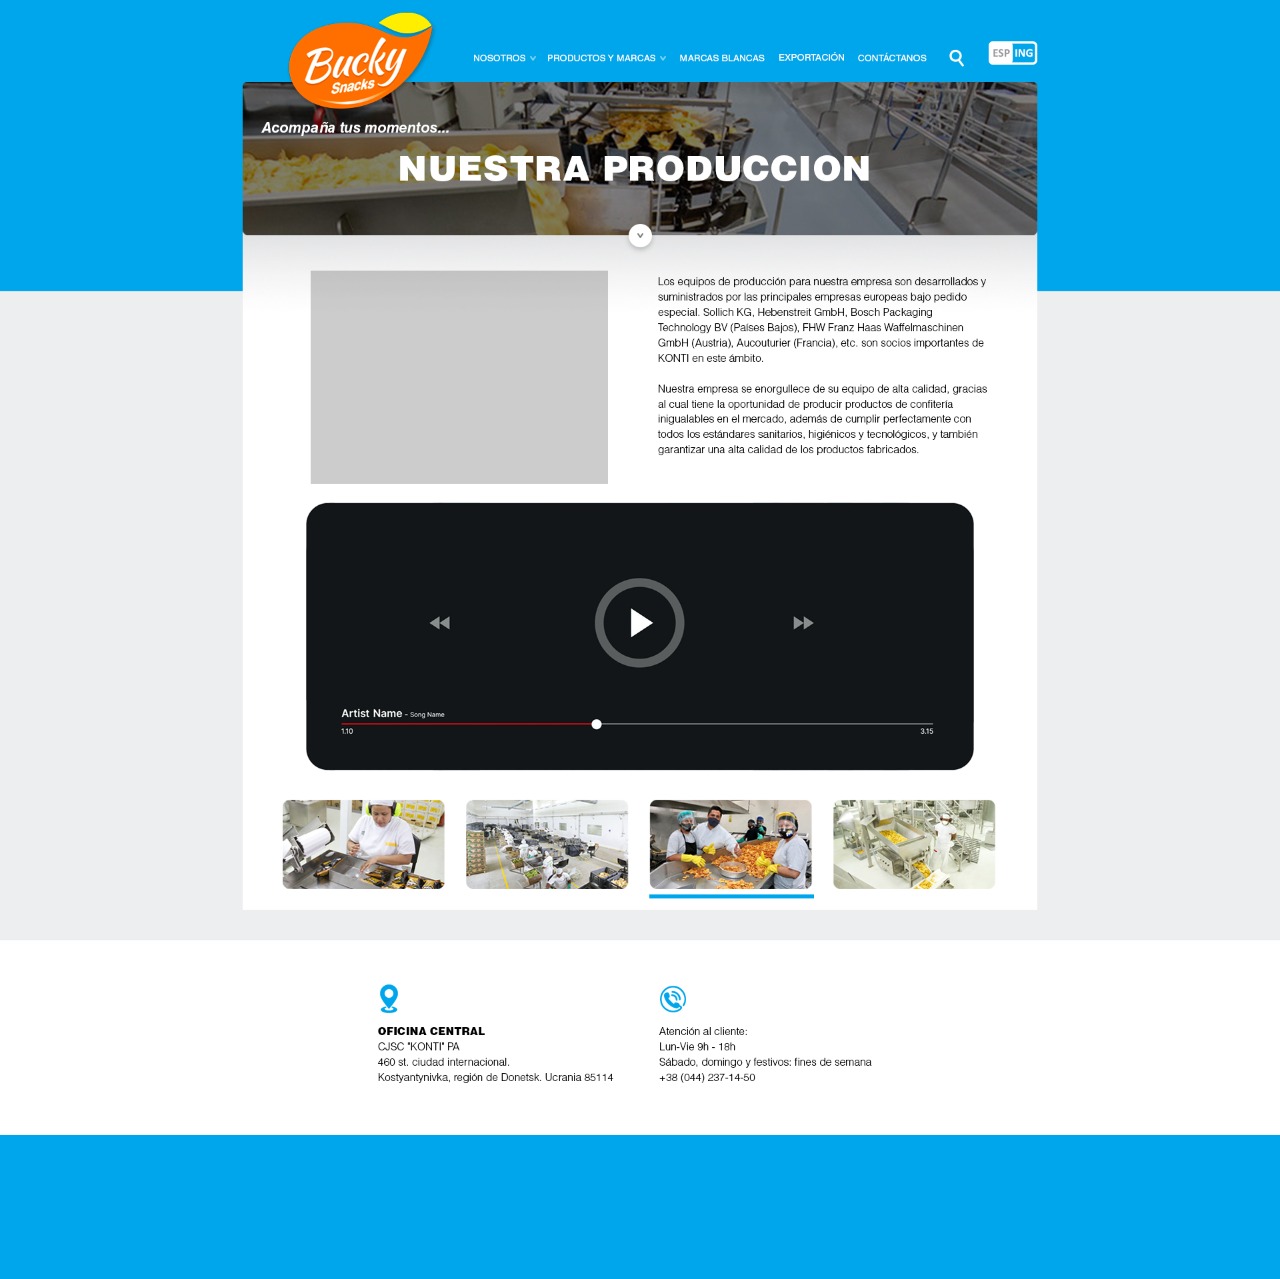 Bucky
Snacks
NOSOTROS
PRODUCTOS Y MARCAS
MARCAS BLANCAS
EXPORTACIÓN
CONTÁCTANOS
ESP ING
Acompaña tus momentos...
NUESTRA PRODUCCION
Los equipos de producción para nuestra empresa son desarrollados y
suministrados por las principales empresas europeas bajo pedido
especial. Sollich KG, Hebenstreit GmbH, Bosch Packaging
Technology BV (Países Bajos), FHW Franz Haas Waffelmaschinen
GmbH (Austria), Aucouturier (Francia), etc. son socios importantes de
KONTI en este ámbito.
Nuestra empresa se enorgullece de su equipo de alta calidad, gracias
al cual tiene la oportunidad de producir productos de confitería
inigualables en el mercado, además de cumplir perfectamente con
todos los estándares sanitarios, higiénicos y tecnológicos, y también
garantizar una alta calidad de los productos fabricados.
Artist Name - Song Name
1.10
3.15
OFICINA CENTRAL
CJSC "KONTI" PA
460 st. ciudad internacional.
Kostyantynivka, región de Donetsk. Ucrania 85114
Atención al cliente:
Lun-Vie 9h - 18h
Sábado, domingo y festivos: fines de semana
+38 (044) 237-14-50